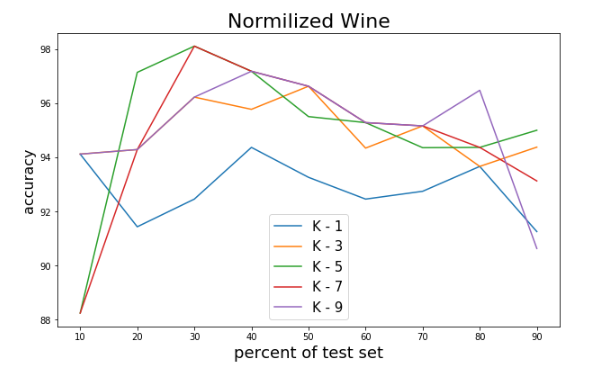 Normilized Wine
accuracy
98
96
94
92
90
88
K - 1
K - 3
K - 5
K - 7
K - 9
10 20 30 40 50 60 70 80 90
percent of test set